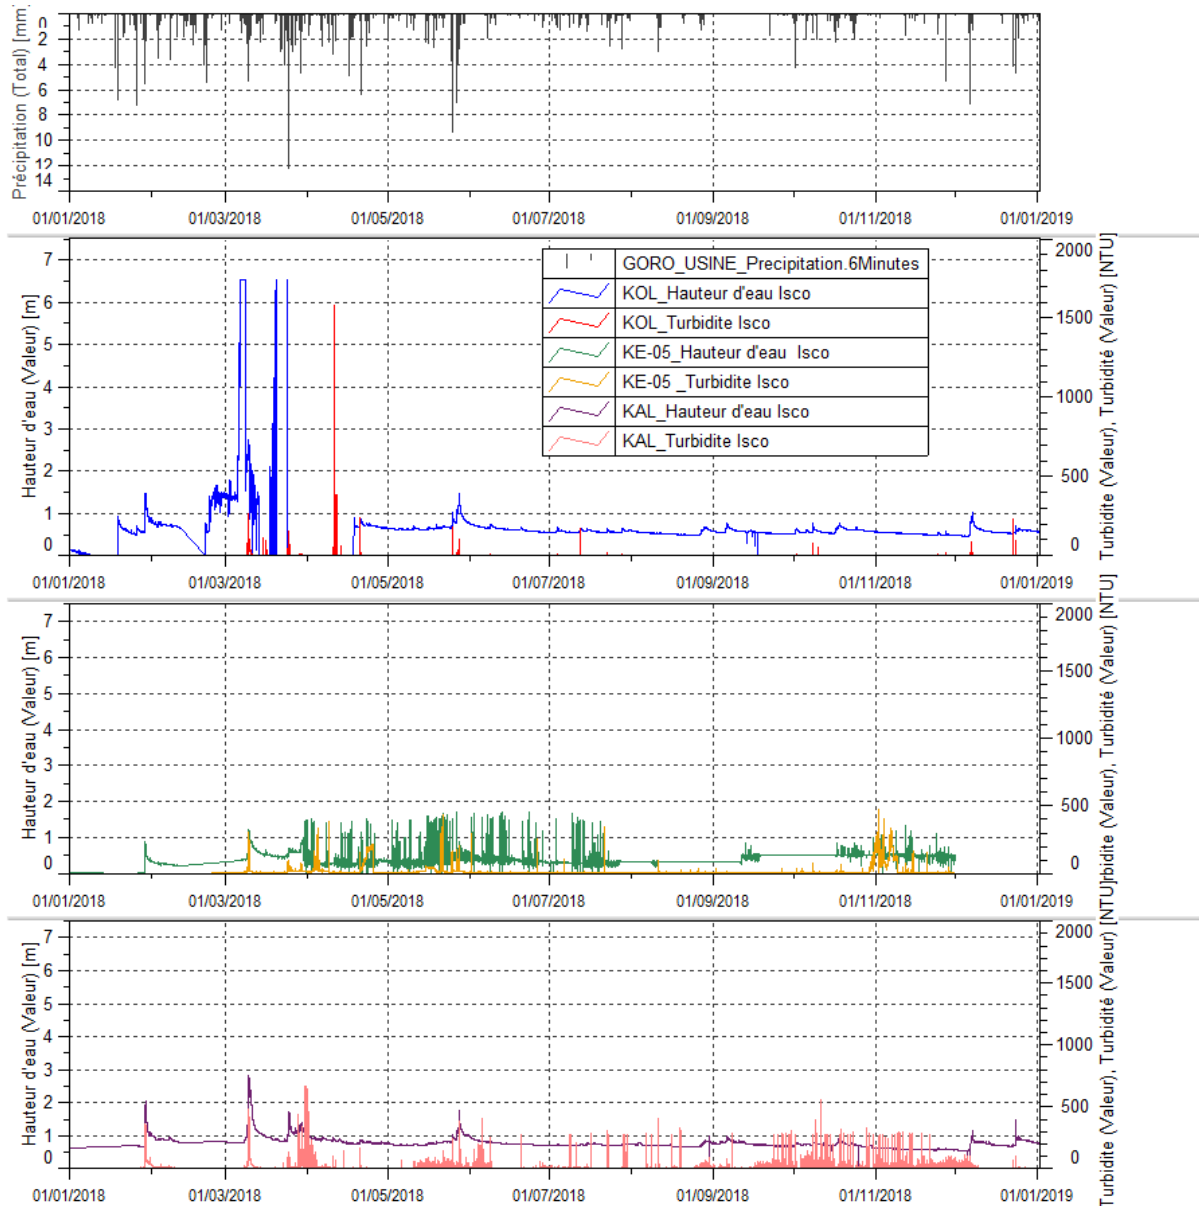 Précipitation (Total) [mm]
0
2
4
6
8
10
12
14
01/01/2018 01/03/2018 01/05/2018 01/07/2018 01/09/2018 01/11/2018 01/01/2019
Hauteur d'eau (Valeur) [m]
7
6
5
4
3
2
1
0
GORO_USINE_Precipitation.6Minutes
KOL_Hauteur d'eau Isco
KOL_Turbidite Isco
KE-05_Hauteur d'eau Isco
KE-05 _Turbidite Isco
KAL_Hauteur d'eau Isco
KAL_Turbidite Isco
2000
1500
1000
500
0
Turbidité (Valeur), Turbidité (Valeur) [NTU]
01/01/2018 01/03/2018 01/05/2018 01/07/2018 01/09/2018 01/11/2018 01/01/2019
Hauteur d'eau (Valeur) [m]
7
6
5
4
3
2
1
0
2000
1500
1000
500
0
rbidité (Valeur), Turbidité (Valeur) [NTU]
01/01/2018 01/03/2018 01/05/2018 01/07/2018 01/09/2018 01/11/2018 01/01/2019
Hauteur d'eau (Valeur) [m]
7
6
5
4
3
2
1
0
2000
1500
1000
500
0
Turbidité (Valeur), Turbidité (Valeur) [NTU]
01/01/2018 01/03/2018 01/05/2018 01/07/2018 01/09/2018 01/11/2018 01/01/2019